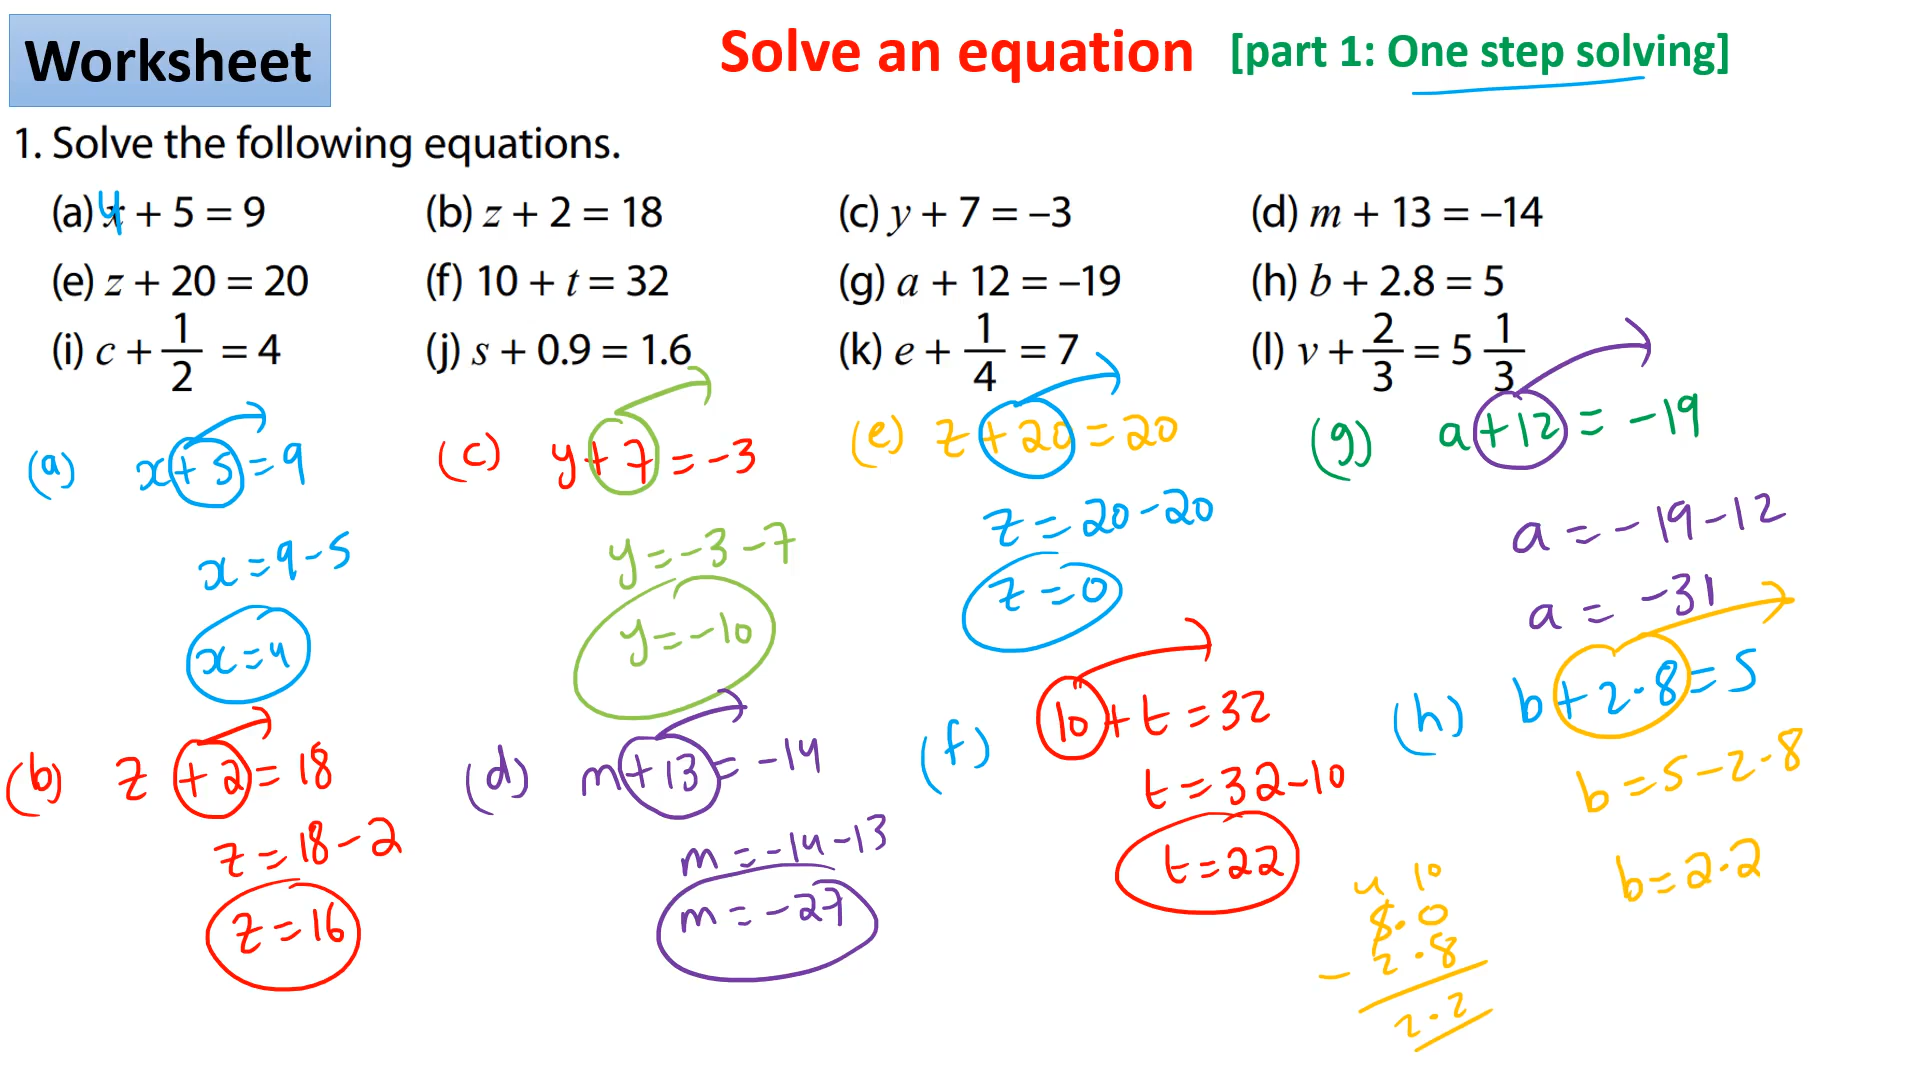 Worksheet
Solve an equation [part 1: One step solving]
1. Solve the following equations.
(a) x + 5 = 9 (b) z + 2 = 18 (c) y + 7 = –3 (d) m + 13 = –14
4
(e) z + 20 = 20 (f) 10 + t = 32 (g) a + 12 = –19 (h) b + 2.8 = 5
(i) c + 1/2 = 4 (j) s + 0.9 = 1.6 (k) e + 1/4 = 7 (l) v + 2/3 = 5 1/3
(a) x + 5 = 9
x = 9 - 5
x = 4
(b) z + 2 = 18
z = 18 - 2
z = 16
(c) y + 7 = -3
y = -3 - 7
y = -10
(d) m + 13 = -14
m = -14 - 13
m = -27
(e) z + 20 = 20
z = 20 - 20
z = 0
(f) 10 + t = 32
t = 32 - 10
t = 22
(g) a + 12 = -19
a = -19 - 12
a = -31
(h) b + 2.8 = 5
b = 5 - 2.8
b = 2.2
4 10
5.0
- 2.8
2.2